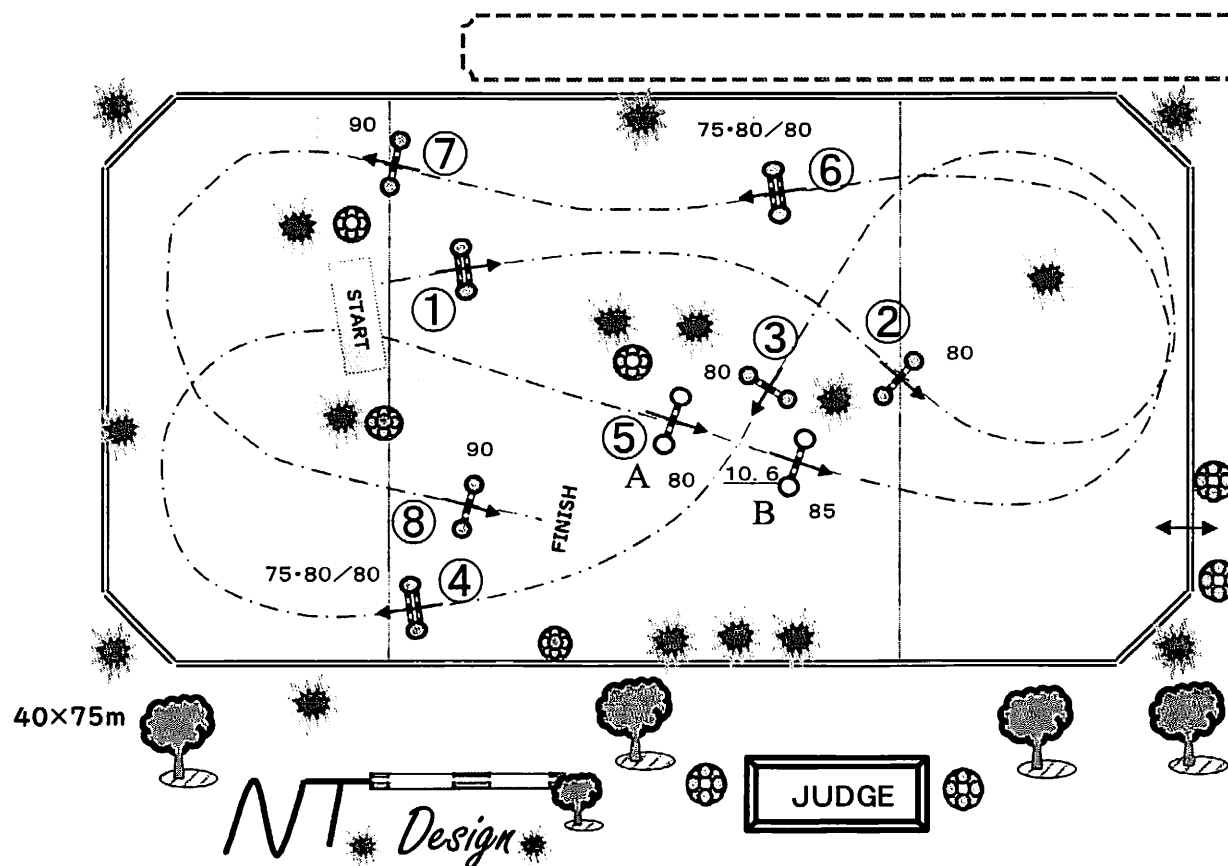 90
⑦
75•80/80
⑥
START
①
②
③
80
80
⑤
A
80
10.6
B
85
90
⑧
FINISH
75•80/80
④
40×75m
JUDGE
NT Design